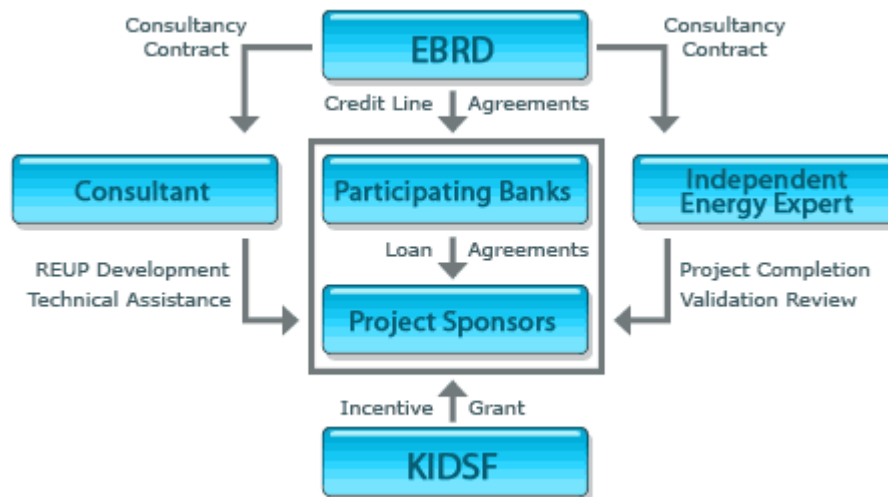 Consultancy
Contract
EBRD
Consultancy
Contract
Credit Line
Agreements
Consultant
Participating Banks
Independent
Energy Expert
Loan
Agreements
REUP Development
Technical Assistance
Project Sponsors
Project Completion
Validation Review
Incentive
Grant
KIDSF